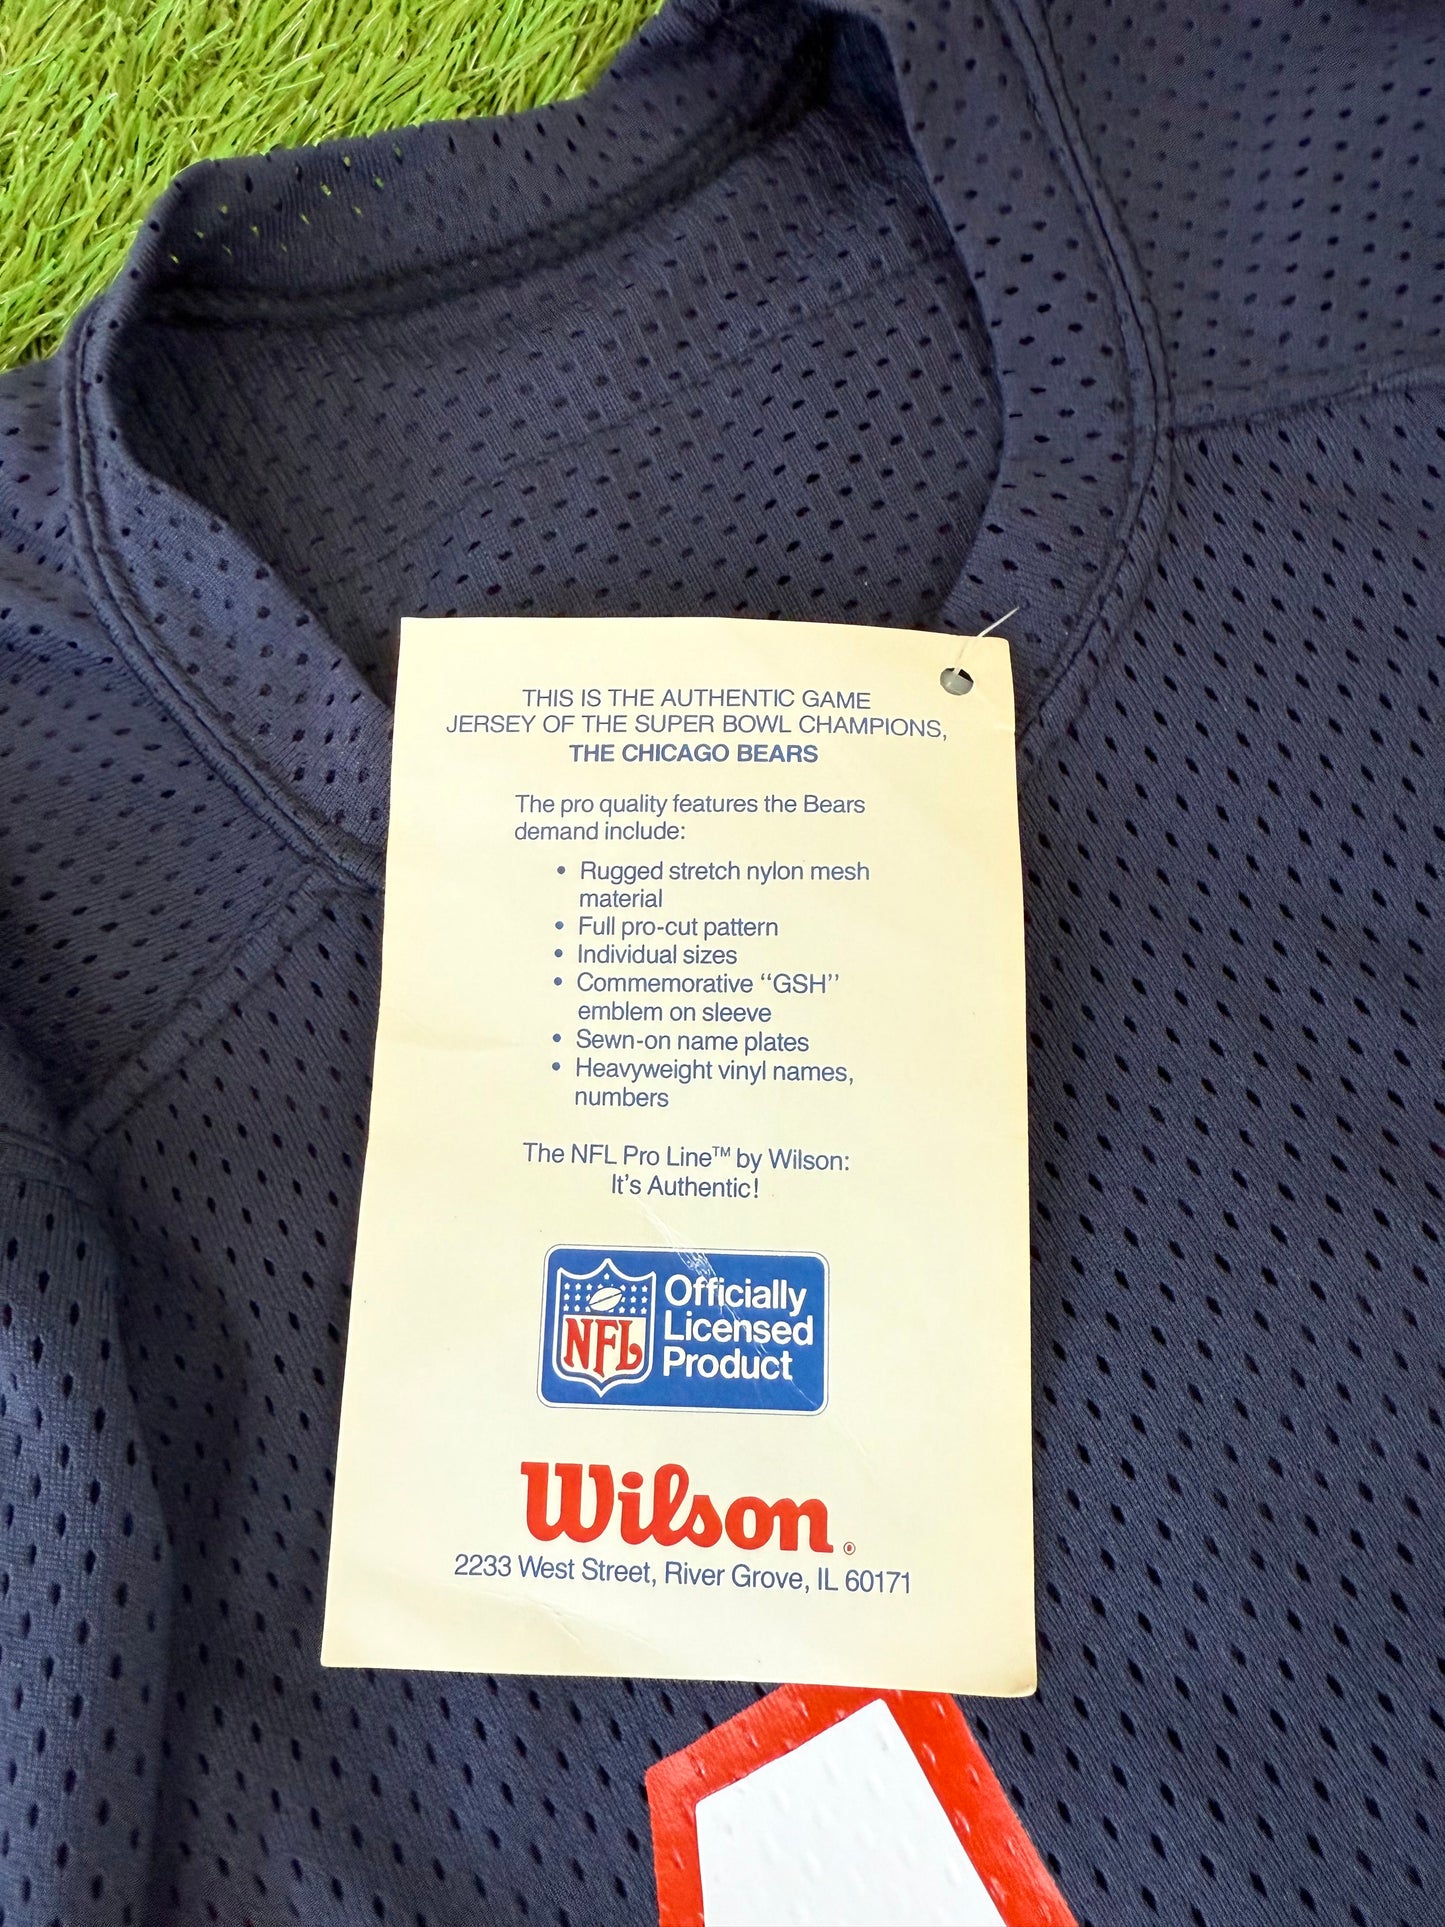 THIS IS THE AUTHENTIC GAME
JERSEY OF THE SUPER BOWL CHAMPIONS,
THE CHICAGO BEARS
The pro quality features the Bears
demand include:
• Rugged stretch nylon mesh
material
• Full pro-cut pattern
• Individual sizes
• Commemorative “GSH”
emblem on sleeve
• Sewn-on name plates
• Heavyweight vinyl names,
numbers
The NFL Pro Line™ by Wilson:
It's Authentic!
NFL
Officially
Licensed
Product
Wilson®
2233 West Street, River Grove, IL 60171